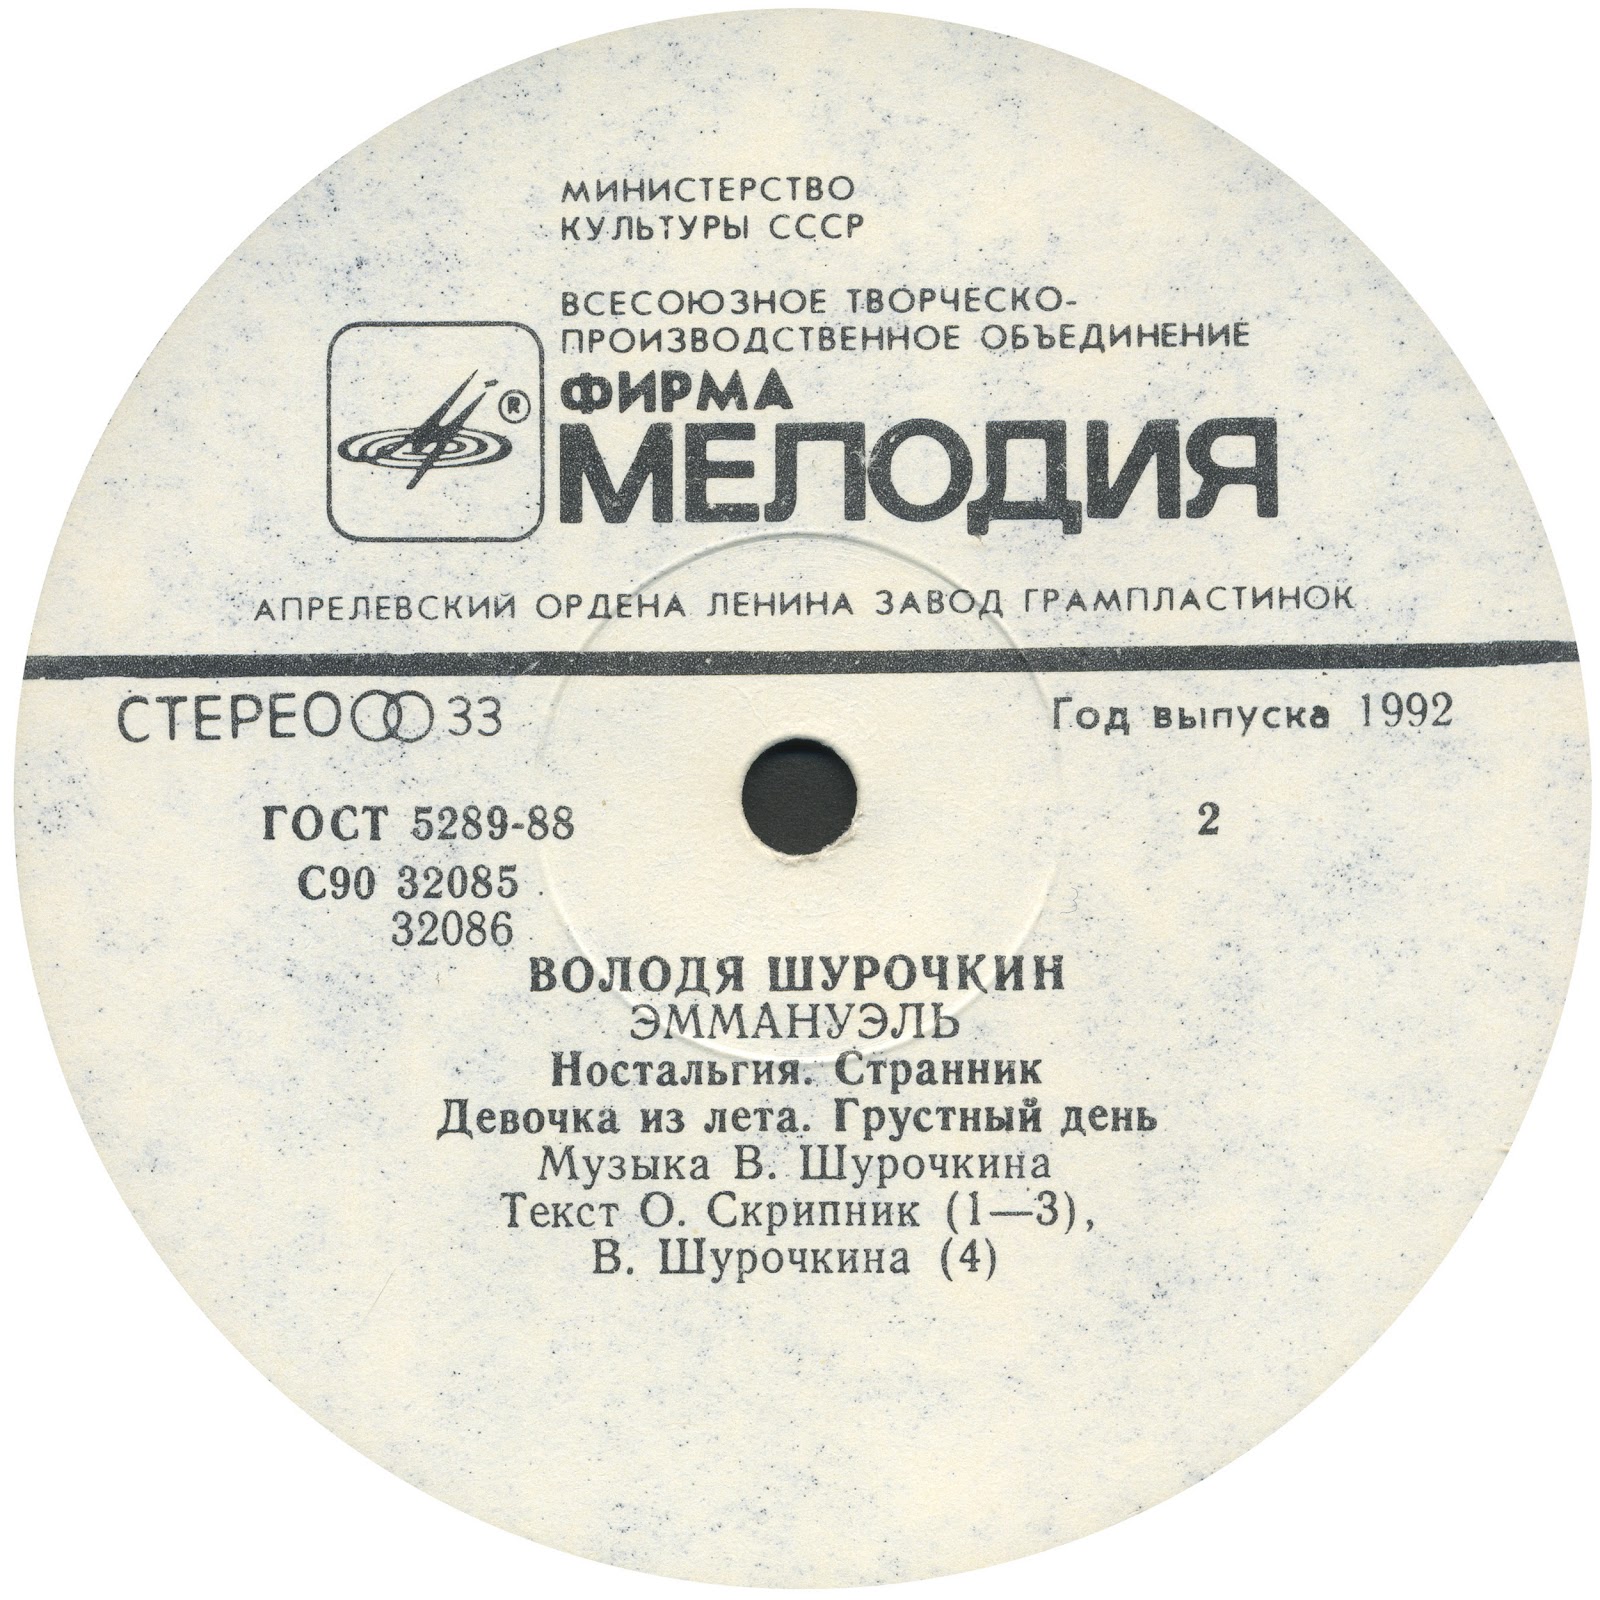 МИНИСТЕРСТВО
КУЛЬТУРЫ СССР
ВСЕСОЮЗНОЕ ТВОРЧЕСКО-
ПРОИЗВОДСТВЕННОЕ ОБЪЕДИНЕНИЕ
®
ФИРМА
МЕЛОДИЯ
АПРЕЛЕВСКИЙ ОРДЕНА ЛЕНИНА ЗАВОД ГРАМПЛАСТИНОК
СТЕРЕО 33
Год выпуска 1992
ГОСТ 5289-88
2
С90 32085
32086
ВОЛОДЯ ШУРОЧКИН
ЭММАНУЭЛЬ
Ностальгия. Странник
Девочка из лета. Грустный день
Музыка В. Шурочкина
Текст О. Скрипник (1—3),
В. Шурочкина (4)